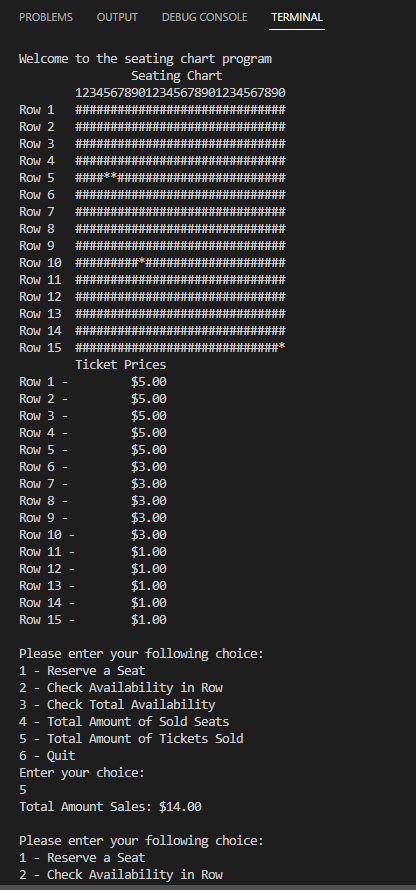 PROBLEMS OUTPUT DEBUG CONSOLE TERMINAL
Welcome to the seating chart program
Seating Chart
123456789012345678901234567890
Row 1 ##############################
Row 2 ##############################
Row 3 ##############################
Row 4 ##############################
Row 5 ####**########################
Row 6 ##############################
Row 7 ##############################
Row 8 ##############################
Row 9 ##############################
Row 10 #########*####################
Row 11 ##############################
Row 12 ##############################
Row 13 ##############################
Row 14 ##############################
Row 15 #############################*
Ticket Prices
Row 1 - $5.00
Row 2 - $5.00
Row 3 - $5.00
Row 4 - $5.00
Row 5 - $5.00
Row 6 - $3.00
Row 7 - $3.00
Row 8 - $3.00
Row 9 - $3.00
Row 10 - $3.00
Row 11 - $1.00
Row 12 - $1.00
Row 13 - $1.00
Row 14 - $1.00
Row 15 - $1.00
Please enter your following choice:
1 - Reserve a Seat
2 - Check Availability in Row
3 - Check Total Availability
4 - Total Amount of Sold Seats
5 - Total Amount of Tickets Sold
6 - Quit
Enter your choice:
5
Total Amount Sales: $14.00
Please enter your following choice:
1 - Reserve a Seat
2 - Check Availability in Row